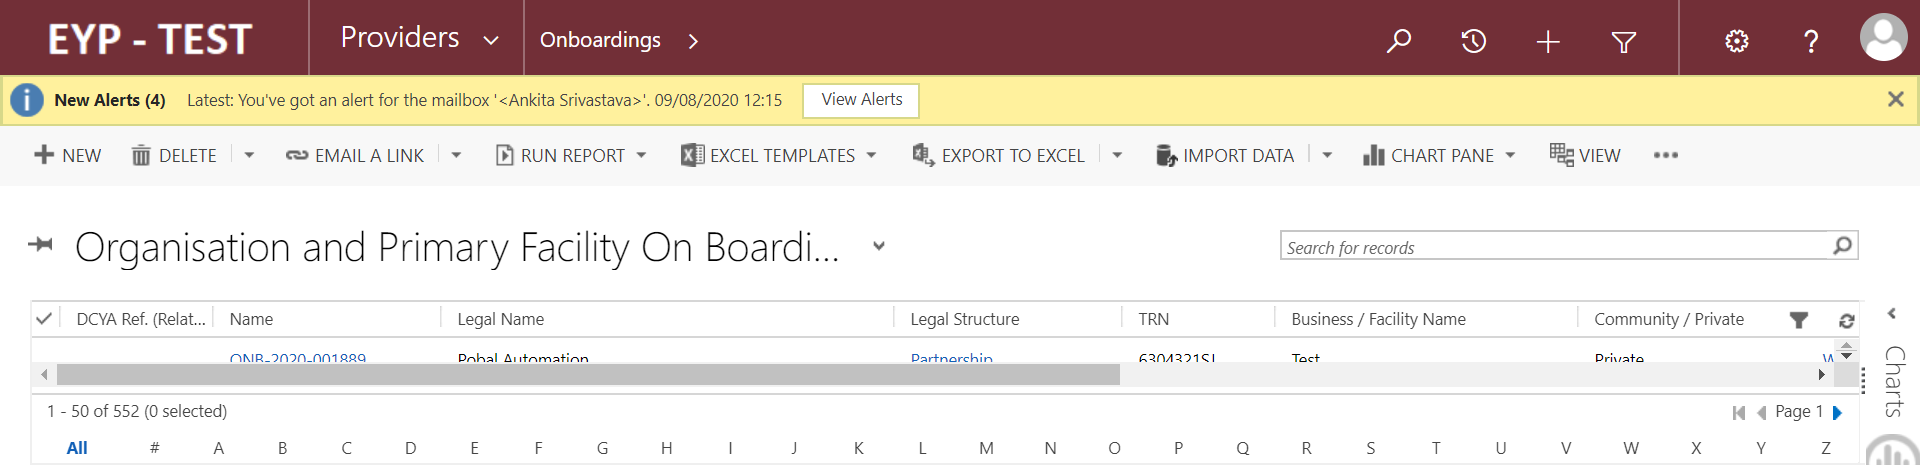 EYP - TEST Providers Onboardings
New Alerts (4) Latest: You've got an alert for the mailbox '<Ankita Srivastava>'. 09/08/2020 12:15 View Alerts
NEW DELETE EMAIL A LINK RUN REPORT EXCEL TEMPLATES EXPORT TO EXCEL IMPORT DATA CHART PANE VIEW
Organisation and Primary Facility On Boardi...
Search for records
DCYA Ref. (Relat... Name Legal Name Legal Structure TRN Business / Facility Name Community / Private
ONB-2020-001889 Pobal Automation Partnership 6304321SJ Test Private
Charts
1 - 50 of 552 (0 selected) Page 1
All # A B C D E F G H I J K L M N O P Q R S T U V W X Y Z